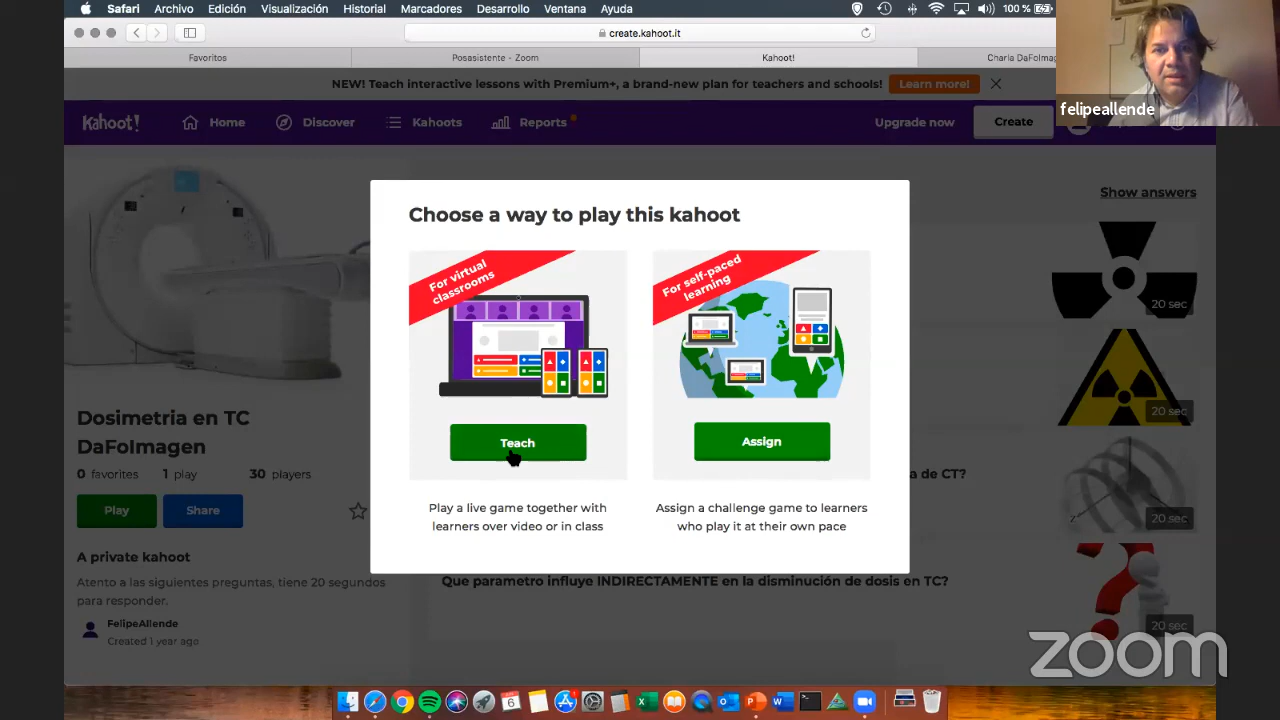 Safari Archivo Edición Visualización Historial Marcadores Desarrollo Ventana Ayuda
100 %
create.kahoot.it
Favoritos
Posasistente - Zoom
Kahoot!
Charla DaFoImag
felipeallende
NEW! Teach interactive lessons with Premium+, a brand-new plan for teachers and schools!
Learn more!
Kahoot!
Home
Discover
Kahoots
Reports
Upgrade now
Create
Choose a way to play this kahoot
For virtual
classrooms
Teach
Play a live game together with
learners over video or in class
For self-paced
learning
Assign
Assign a challenge game to learners
who play it at their own pace
Dosimetria en TC
DaFoImagen
0 favorites 1 play 30 players
Play
Share
A private kahoot
Atento a las siguientes preguntas, tiene 20 segundos
para responder.
FelipeAllende
Created 1 year ago
Show answers
20 sec
20 sec
a de CT?
20 sec
Que parametro influye INDIRECTAMENTE en la disminución de dosis en TC?
20 sec
zoom
6